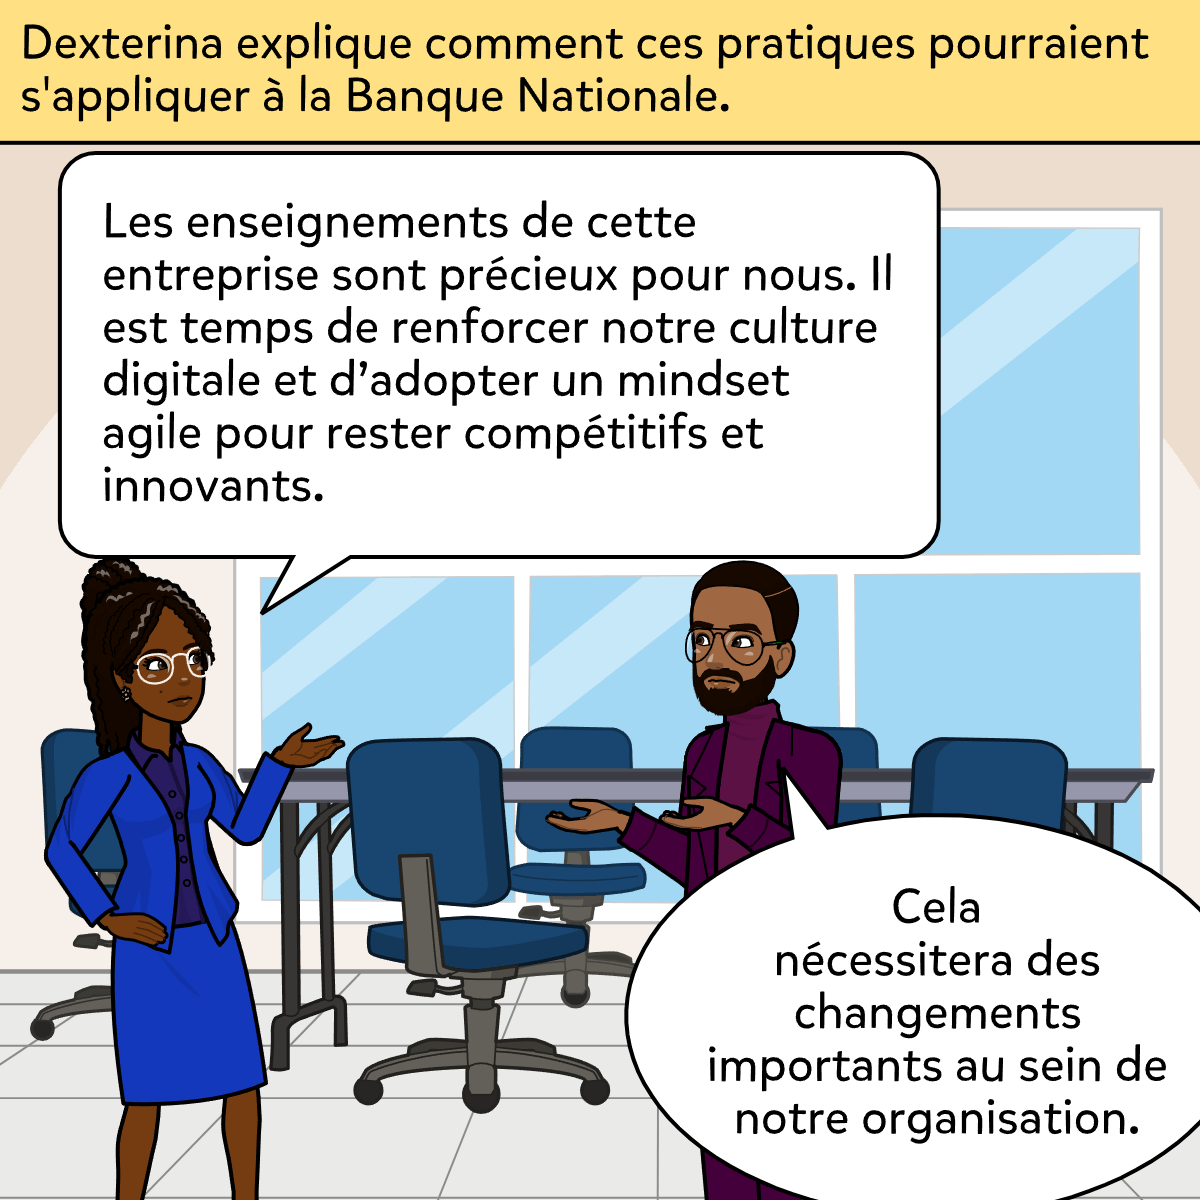 Dexterina explique comment ces pratiques pourraient
s'appliquer à la Banque Nationale.
Les enseignements de cette
entreprise sont précieux pour nous. Il
est temps de renforcer notre culture
digitale et d’adopter un mindset
agile pour rester compétitifs et
innovants.
Cela
nécessitera des
changements
importants au sein de
notre organisation.